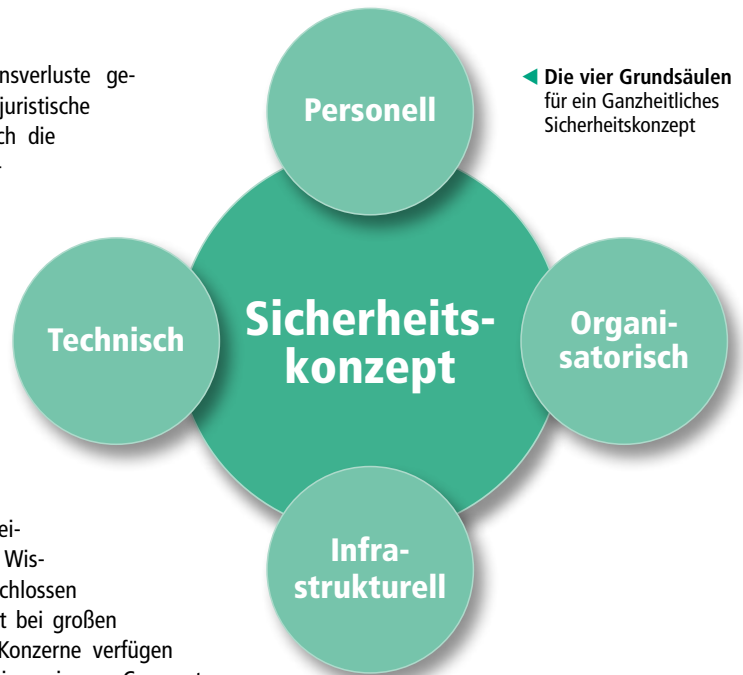 nsverluste ge-
juristische
ch die
Personell
Die vier Grundsäulen
für ein Ganzheitliches
Sicherheitskonzept
Technisch
Sicherheits-
konzept
Organi-
satorisch
Infra-
strukturell
ei-
Wis-
chlossen
t bei großen
Konzerne verfügen